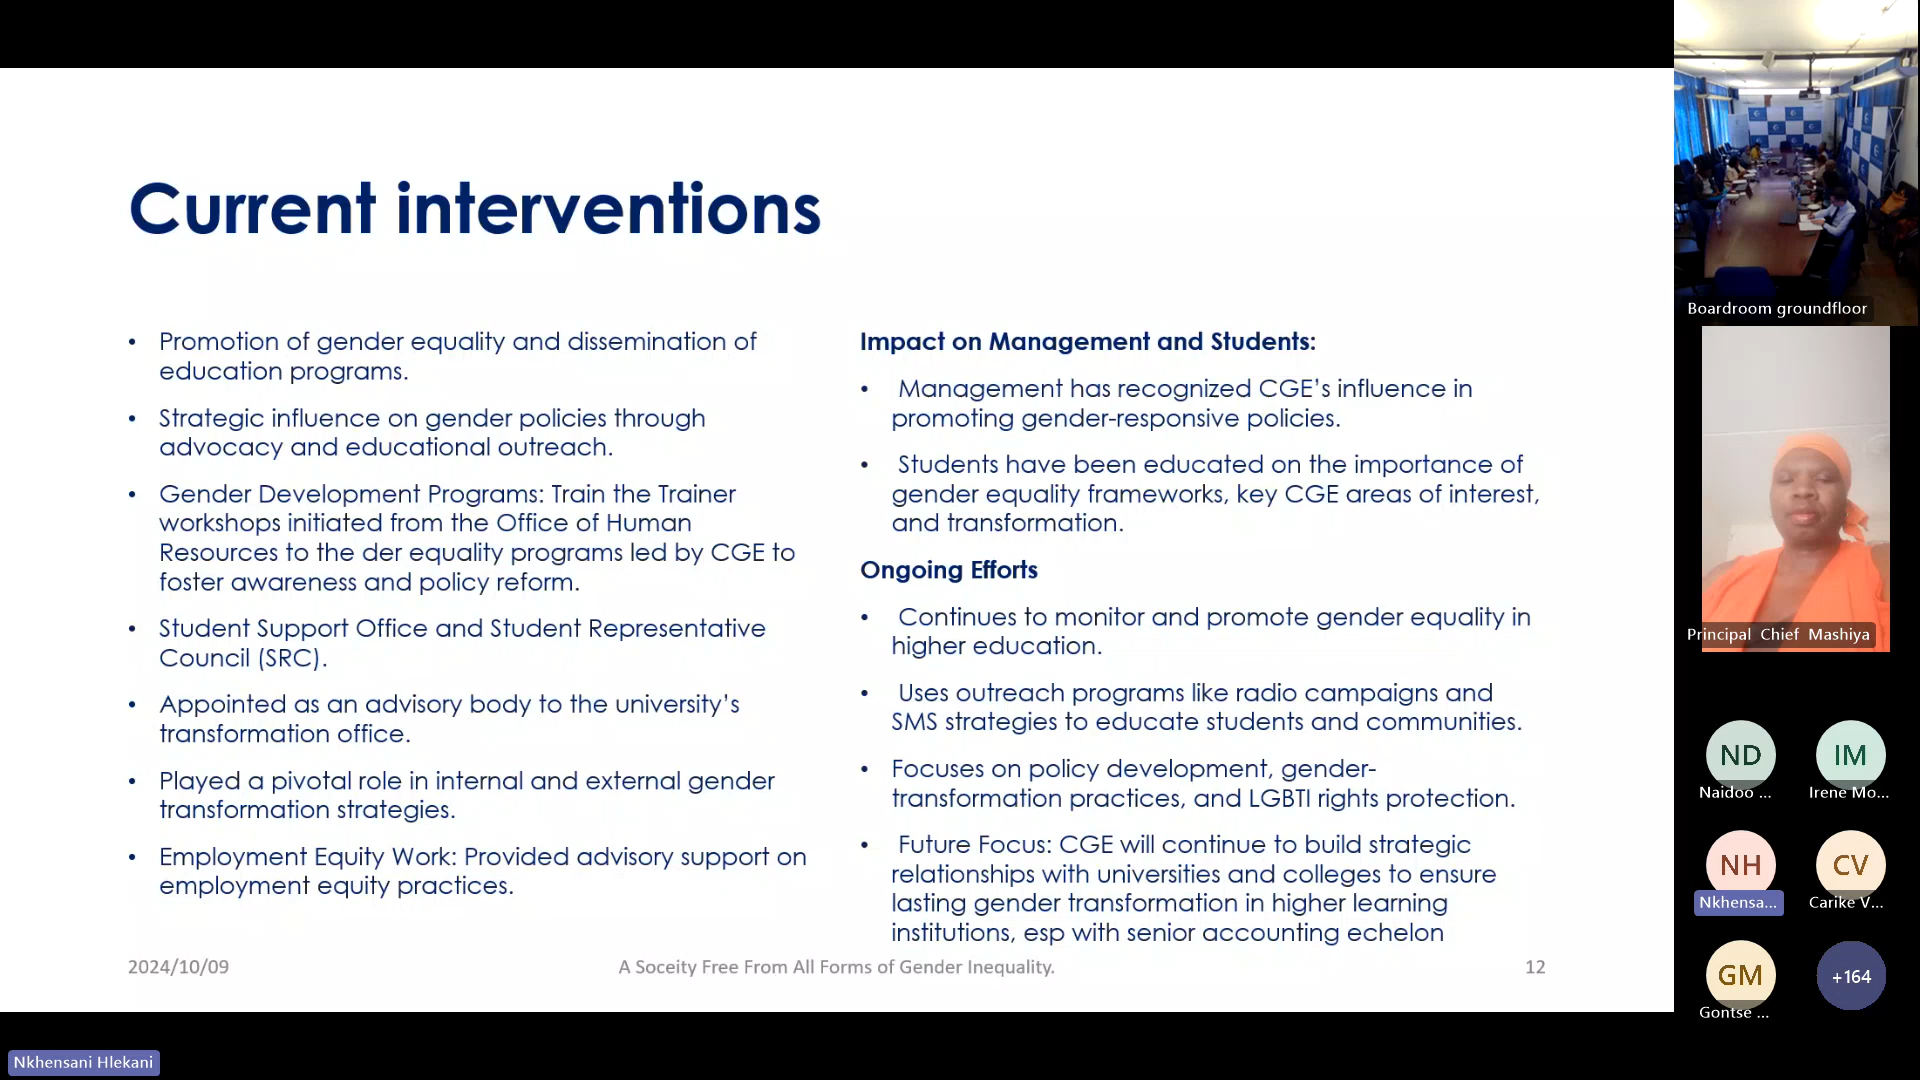 Current interventions
• Promotion of gender equality and dissemination of
education programs.
• Strategic influence on gender policies through
advocacy and educational outreach.
• Gender Development Programs: Train the Trainer
workshops initiated from the Office of Human
Resources to the der equality programs led by CGE to
foster awareness and policy reform.
• Student Support Office and Student Representative
Council (SRC).
• Appointed as an advisory body to the university’s
transformation office.
• Played a pivotal role in internal and external gender
transformation strategies.
• Employment Equity Work: Provided advisory support on
employment equity practices.
Impact on Management and Students:
• Management has recognized CGE’s influence in
promoting gender-responsive policies.
• Students have been educated on the importance of
gender equality frameworks, key CGE areas of interest,
and transformation.
Ongoing Efforts
• Continues to monitor and promote gender equality in
higher education.
• Uses outreach programs like radio campaigns and
SMS strategies to educate students and communities.
• Focuses on policy development, gender-
transformation practices, and LGBTI rights protection.
• Future Focus: CGE will continue to build strategic
relationships with universities and colleges to ensure
lasting gender transformation in higher learning
institutions, esp with senior accounting echelon
2024/10/09
A Soceity Free From All Forms of Gender Inequality.
12
Nkhensani Hlekani
Boardroom groundfloor
Principal Chief Mashiya
ND
Naidoo ...
IM
Irene Mo...
NH
Nkhensa...
CV
Carike V...
GM
Gontse ...
+164